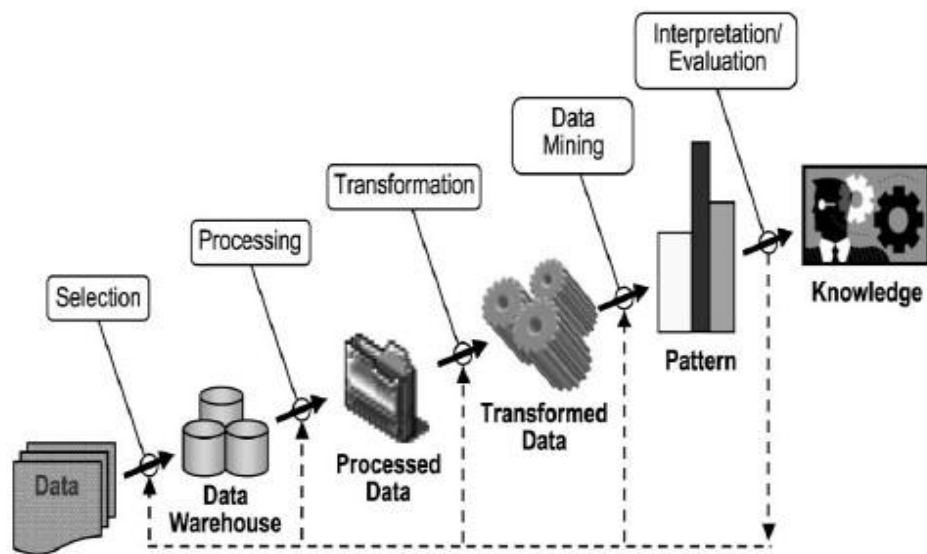 Interpretation/
Evaluation
Data
Mining
Transformation
Processing
Selection
Knowledge
Pattern
Transformed
Data
Processed
Data
Data
Warehouse
Data